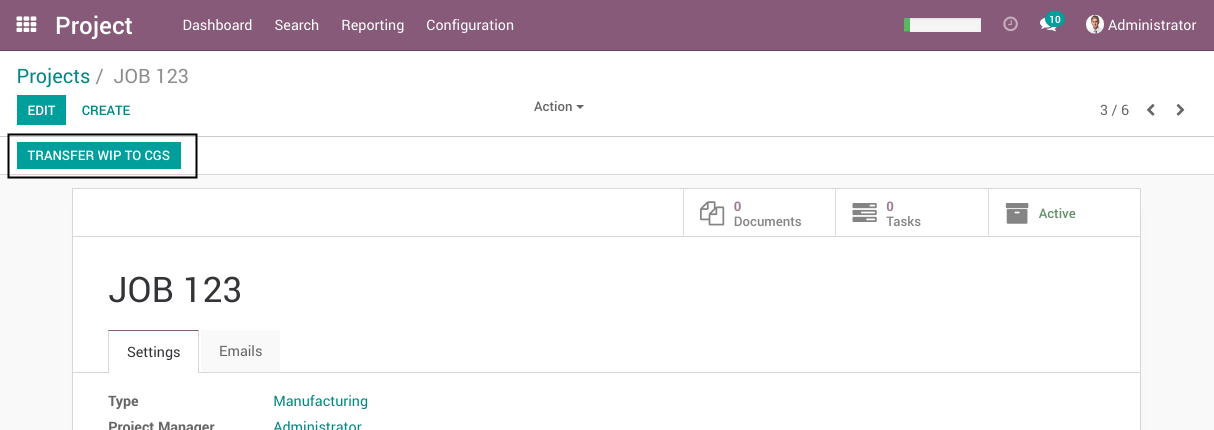 Project Dashboard Search Reporting Configuration 10 Administrator
Projects / JOB 123
EDIT CREATE Action 3 / 6
TRANSFER WIP TO CGS
0 Documents
0 Tasks
Active
JOB 123
Settings Emails
Type Manufacturing
Project Manager Administrator